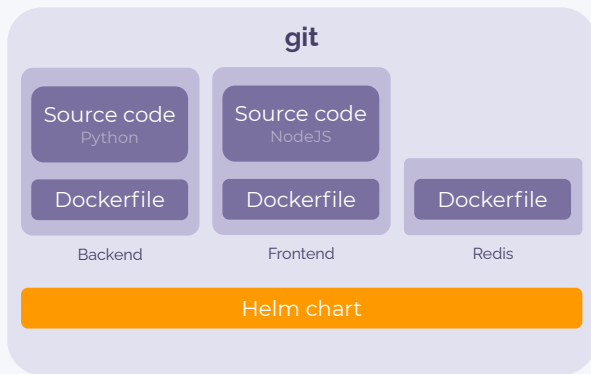 git
Source code
Python
Dockerfile
Backend
Source code
NodeJS
Dockerfile
Frontend
Dockerfile
Redis
Helm chart